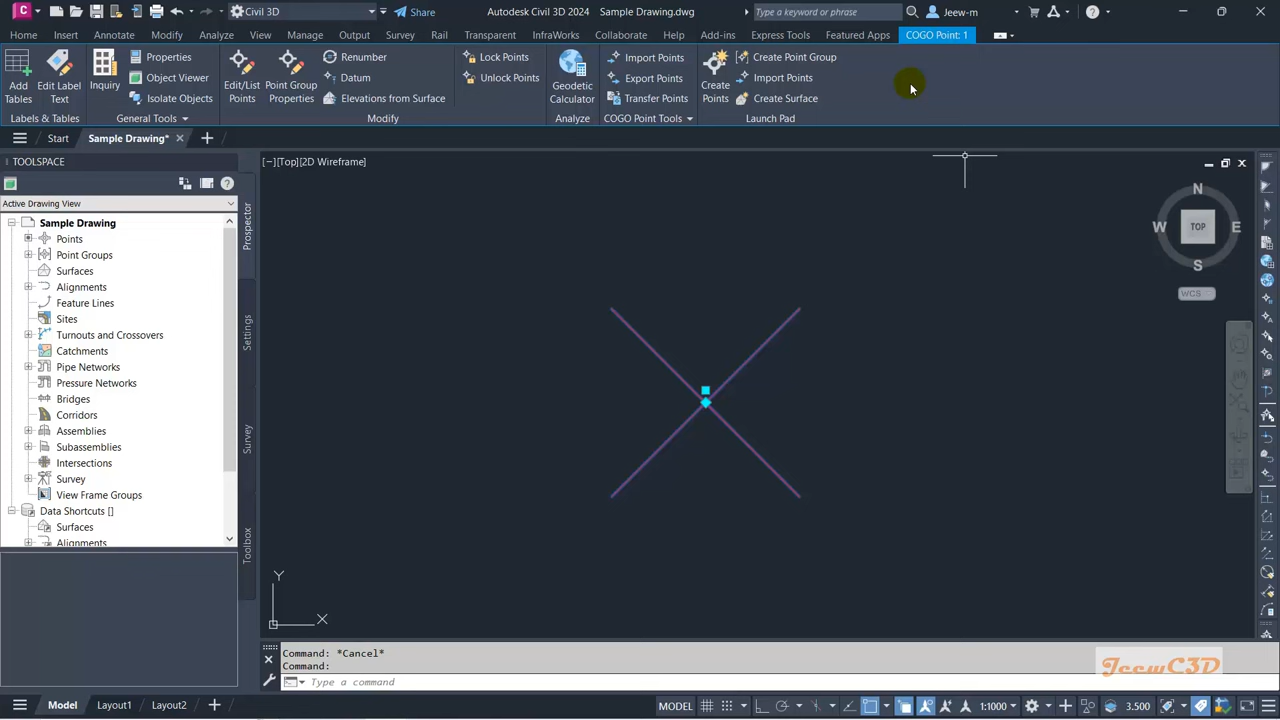 Civil 3D
Share
Autodesk Civil 3D 2024 Sample Drawing.dwg
Type a keyword or phrase
Jeew-m
Home Insert Annotate Modify Analyze View Manage Output Survey Rail Transparent InfraWorks Collaborate Help Add-ins Express Tools Featured Apps COGO Point: 1
Add Tables
Edit Label Text
Labels & Tables
Inquiry
Properties
Object Viewer
Isolate Objects
General Tools
Edit/List Points
Point Group Properties
Renumber
Datum
Elevations from Surface
Lock Points
Unlock Points
Modify
Geodetic Calculator
Analyze
Import Points
Export Points
Transfer Points
COGO Point Tools
Create Points
Create Point Group
Import Points
Create Surface
Launch Pad
Start
Sample Drawing*
TOOLSPACE
Active Drawing View
Sample Drawing
Points
Point Groups
Surfaces
Alignments
Feature Lines
Sites
Turnouts and Crossovers
Catchments
Pipe Networks
Pressure Networks
Bridges
Corridors
Assemblies
Subassemblies
Intersections
Survey
View Frame Groups
Data Shortcuts []
Surfaces
Alignments
Prospector
Settings
Survey
Toolbox
[−][Top][2D Wireframe]
N
W TOP E
S
WCS
Y
X
Command: *Cancel*
Command:
Type a command
JeewC3D
Model Layout1 Layout2
MODEL
1:1000
3.500